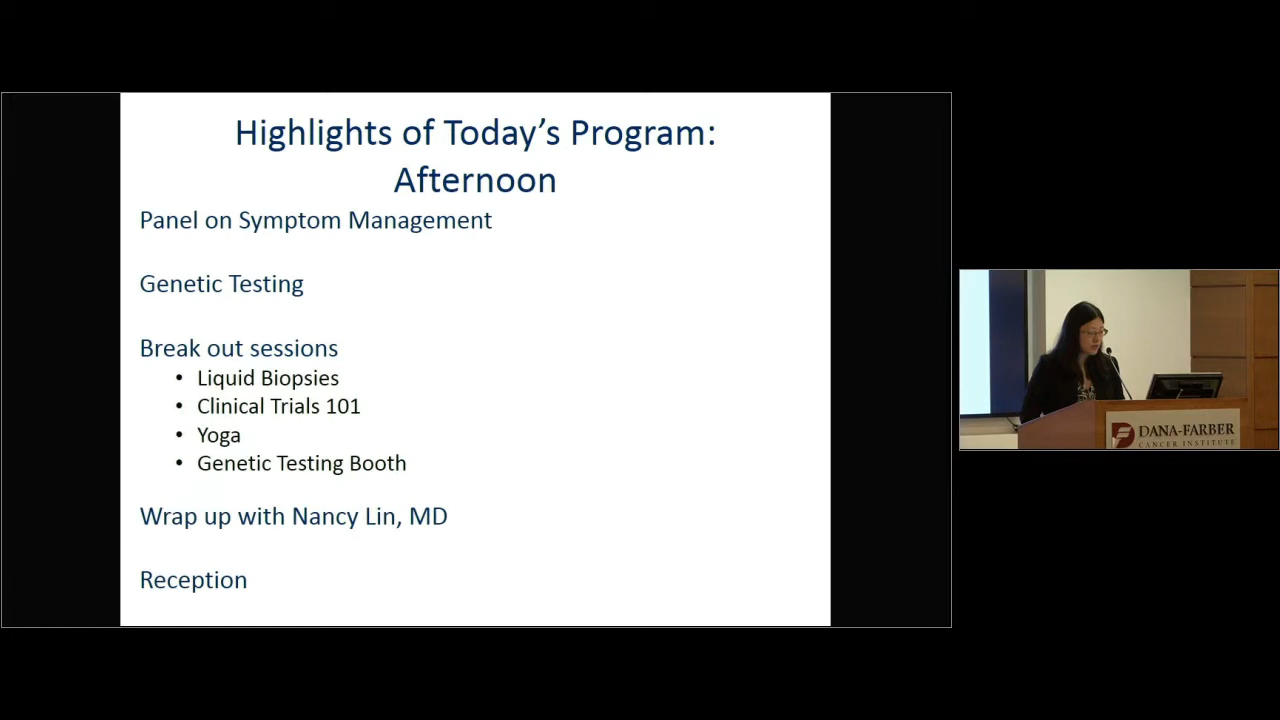 Highlights of Today's Program:
Afternoon
Panel on Symptom Management
Genetic Testing
Break out sessions
• Liquid Biopsies
• Clinical Trials 101
• Yoga
• Genetic Testing Booth
Wrap up with Nancy Lin, MD
Reception
DANA-FARBER
CANCER INSTITUTE